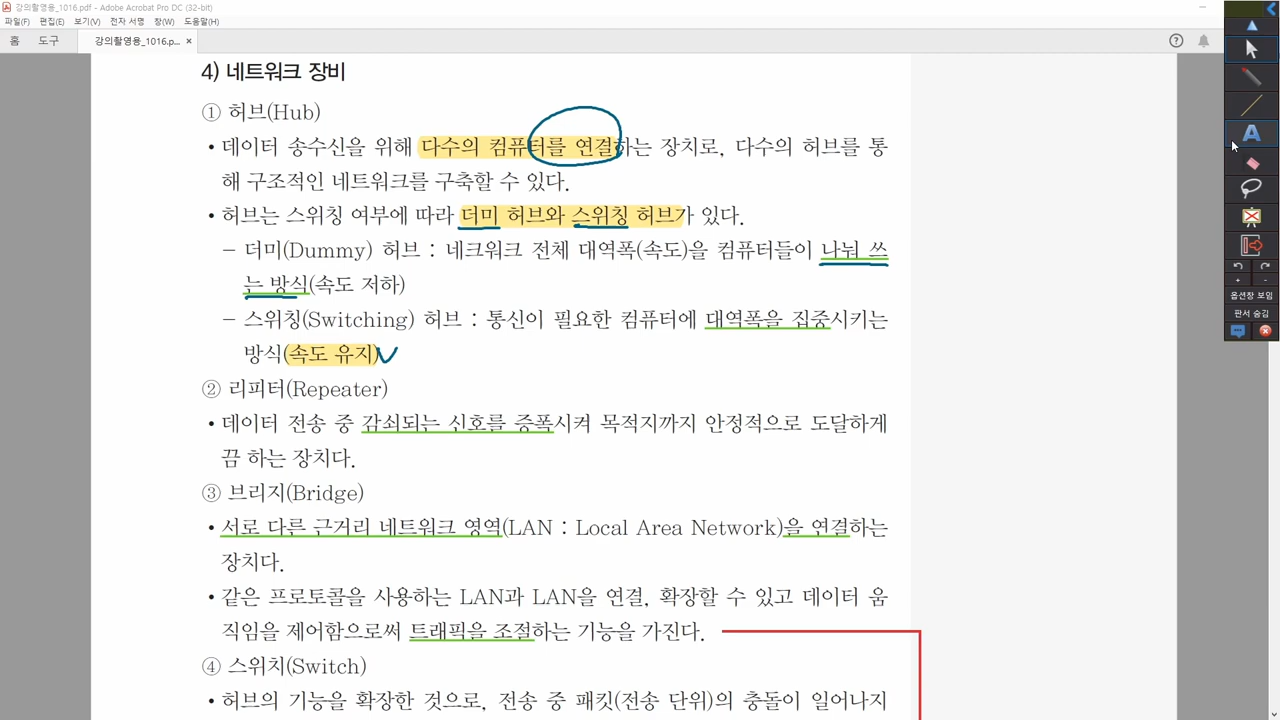 강의촬영용_1016.pdf - Adobe Acrobat Pro DC (32-bit)
파일(F) 편집(E) 보기(V) 전자 서명 창(W) 도움말(H)
홈 도구 강의촬영용_1016.p... ×
4) 네트워크 장비
① 허브(Hub)
• 데이터 송수신을 위해 다수의 컴퓨터를 연결하는 장치로, 다수의 허브를 통
해 구조적인 네트워크를 구축할 수 있다.
• 허브는 스위칭 여부에 따라 더미 허브와 스위칭 허브가 있다.
– 더미(Dummy) 허브 : 네크워크 전체 대역폭(속도)을 컴퓨터들이 나눠 쓰
는 방식(속도 저하)
– 스위칭(Switching) 허브 : 통신이 필요한 컴퓨터에 대역폭을 집중시키는
방식(속도 유지)
② 리피터(Repeater)
• 데이터 전송 중 감쇠되는 신호를 증폭시켜 목적지까지 안정적으로 도달하게
끔 하는 장치다.
③ 브리지(Bridge)
• 서로 다른 근거리 네트워크 영역(LAN : Local Area Network)을 연결하는
장치다.
• 같은 프로토콜을 사용하는 LAN과 LAN을 연결, 확장할 수 있고 데이터 움
직임을 제어함으로써 트래픽을 조절하는 기능을 가진다.
④ 스위치(Switch)
• 허브의 기능을 확장한 것으로, 전송 중 패킷(전송 단위)의 충돌이 일어나지
A
+ -
옵션장 보임
판서 숨김